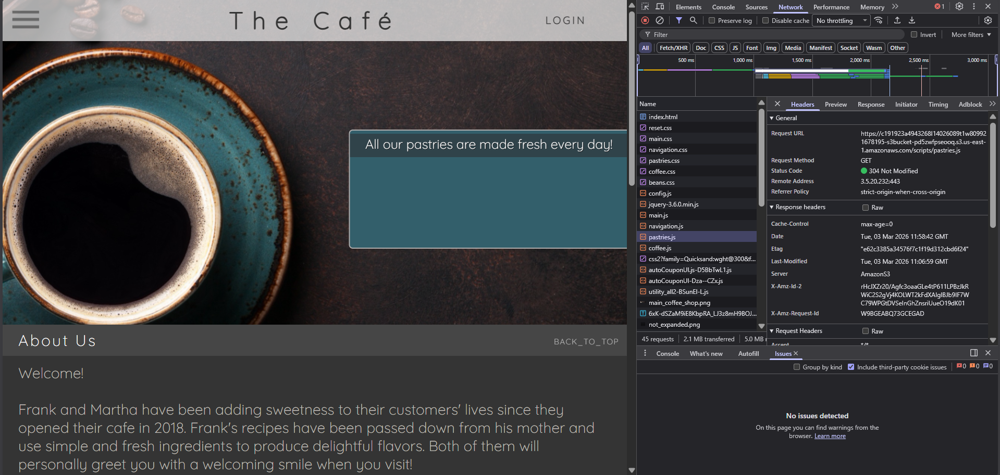 The Café
LOGIN
All our pastries are made fresh every day!
About Us
BACK_TO_TOP
Welcome!
Frank and Martha have been adding sweetness to their customers' lives since they
opened their cafe in 2018. Frank's recipes have been passed down from his mother and
use simple and fresh ingredients to produce delightful flavors. Both of them will
personally greet you with a welcoming smile when you visit!
Elements Console Sources Network Performance Memory 1
Preserve log Disable cache No throttling
Filter Invert More filters
All Fetch/XHR Doc CSS JS Font Img Media Manifest Socket Wasm Other
500 ms 1,000 ms 1,500 ms 2,000 ms 2,500 ms 3,000 ms
Name
index.html
reset.css
main.css
navigation.css
pastries.css
coffee.css
beans.css
config.js
jquery-3.6.0.min.js
main.js
navigation.js
pastries.js
coffee.js
css2?family=Quicksand:wght@300&f...
autoCouponUI.js-D5BbTwL1.js
autoCouponUI-Dza--CZx.js
utility_all2-BSunEI-L.js
main_coffee_shop.png
6xK-dSZaM9iE8KbpRA_LJ3z8mH9BOJ...
not_expanded.png
45 requests 2.1 MB transferred 5.0 MB
Headers Preview Response Initiator Timing Adblock
General
Request URL https://c191923a4943268l14026089t1w80992
1678195-s3bucket-pd5zwfpseooq.s3.us-east-
1.amazonaws.com/scripts/pastries.js
Request Method GET
Status Code 304 Not Modified
Remote Address 3.5.20.232:443
Referrer Policy strict-origin-when-cross-origin
Response headers Raw
Cache-Control max-age=0
Date Tue, 03 Mar 2026 11:58:42 GMT
Etag "e62c3385a34576f7c1f19d312cbd6f24"
Last-Modified Tue, 03 Mar 2026 11:06:59 GMT
Server AmazonS3
X-Amz-Id-2 rHcJXZr20/Agfc3oaaGLe4tP611LPBzJkR
WiC2S2gVj4KOLWT2kFdXAIgIBJb9IF7W
C79WPGtDVSeInGhZnsriUueO19dK01
X-Amz-Request-Id W9BGEABQ73GCEGAD
Request Headers Raw
Accept */*
Console What's new Autofill Issues
Group by kind Include third-party cookie issues 0 0 0
No issues detected
On this page you can find warnings from the
browser. Learn more